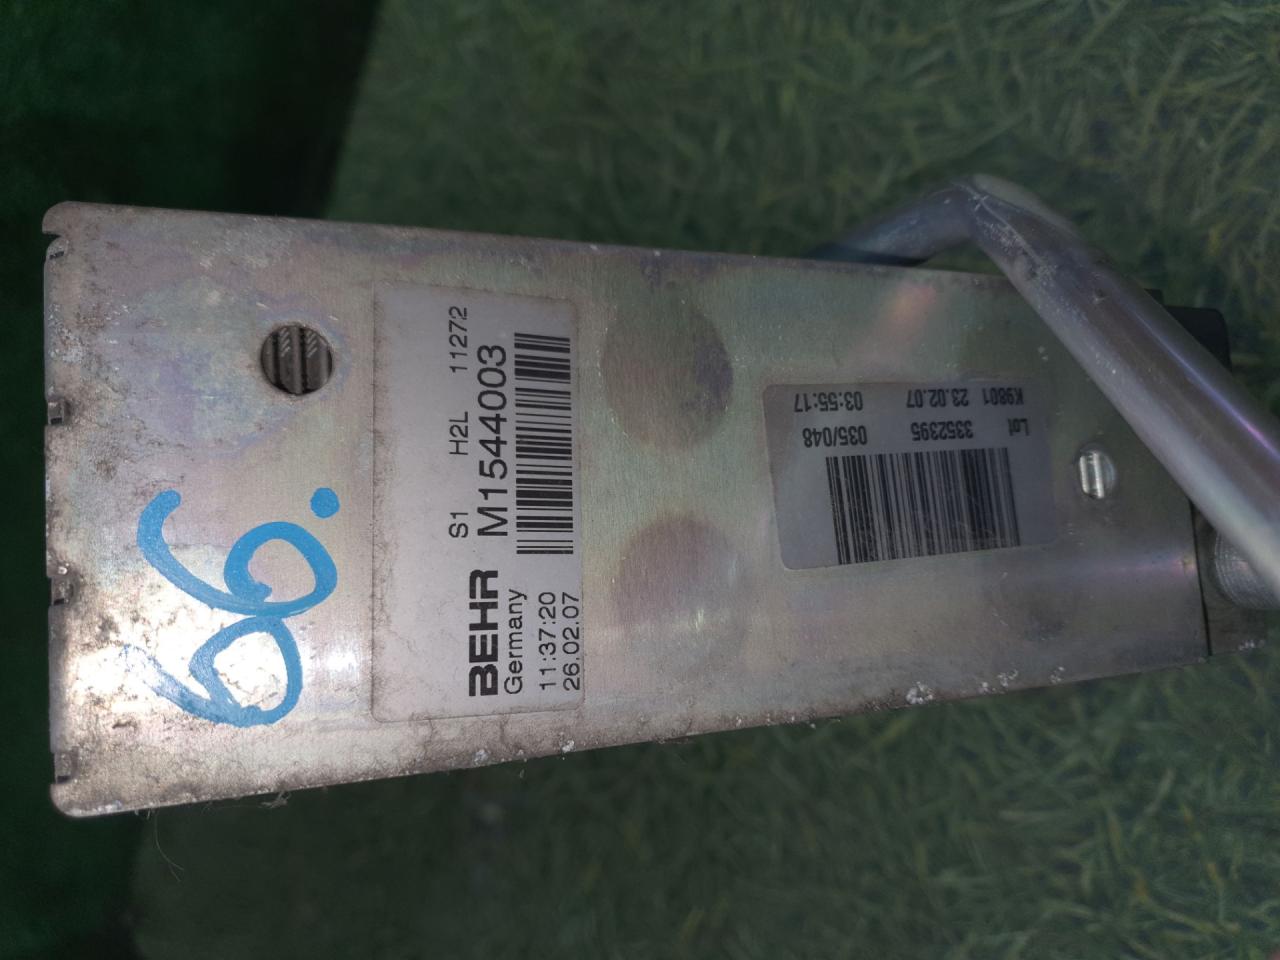 66.
S1 H2L 11272
BEHR M1544003
Germany
11:37:20
26.02.07
Lot 3352395 035/048
K9801 23.02.07 03:55:17